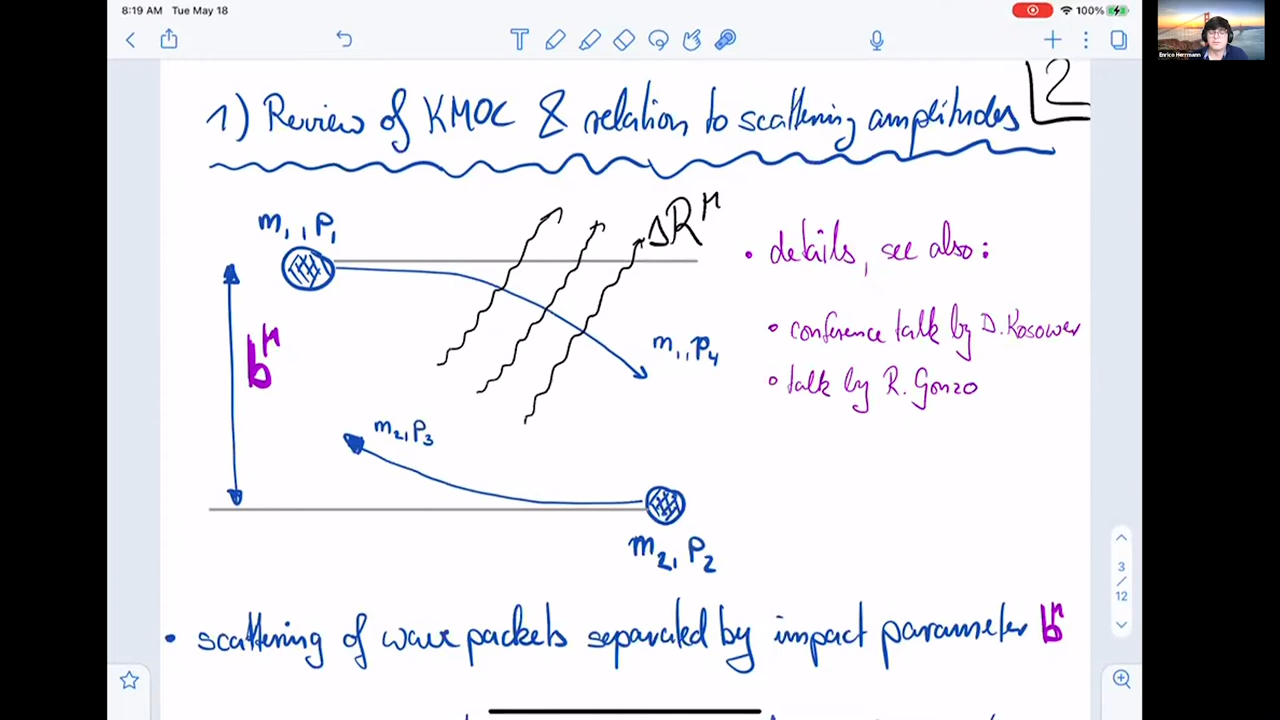 8:19 AM Tue May 18
100%
Enrico Herrmann
1) Review of KMOC & relation to scattering amplitudes
2
m₁, p₁
ΔR^μ
• details, see also:
• conference talk by D. Kosower
b^μ
m₁, p₄
• talk by R. Gonzo
m₂, p₃
m₂, p₂
3
/
12
• scattering of wave packets separated by impact parameter b^μ